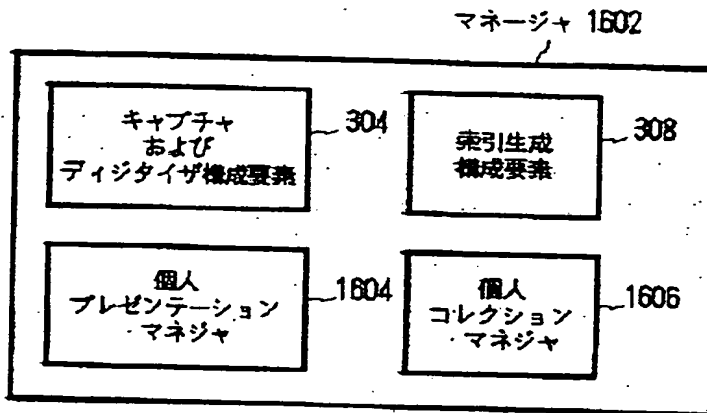 マネージャ 1602
キャプチャ
および
ディジタイザ構成要素
304
索引生成
構成要素
308
個人
プレゼンテーション
マネジャ
1604
個人
コレクション
マネジャ
1606